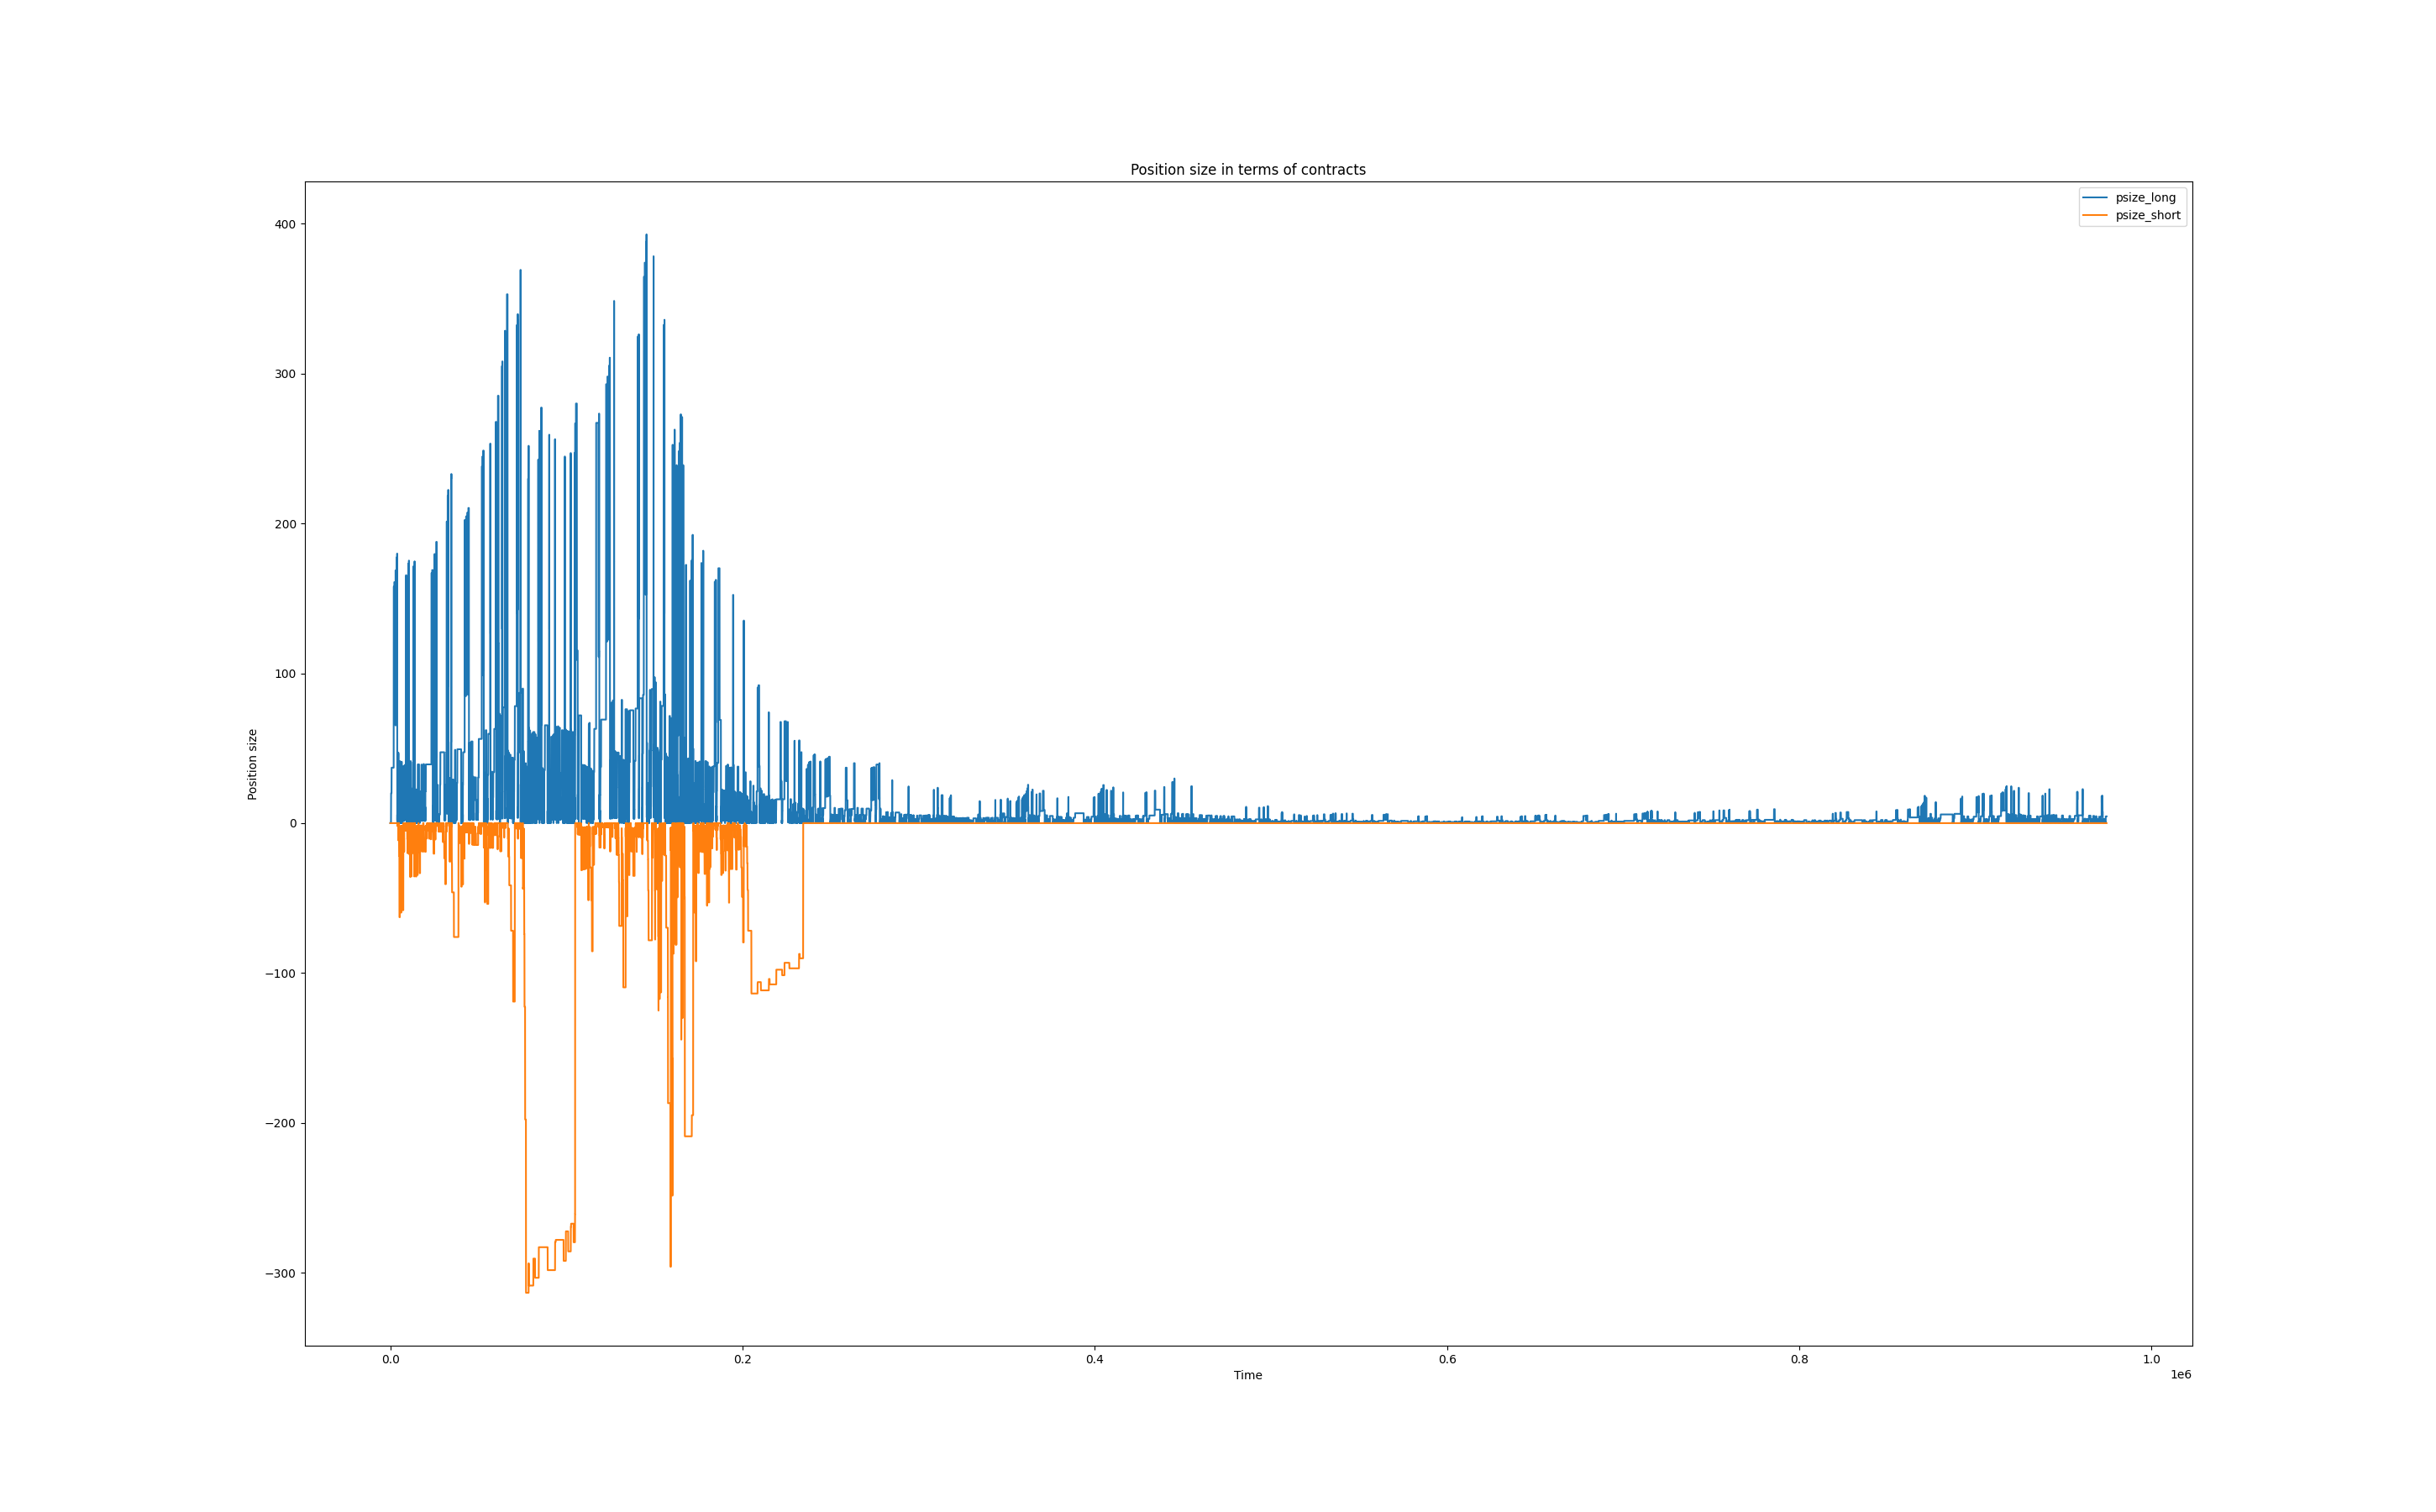 Position size in terms of contracts
psize_long
psize_short
Position size
400
300
200
100
0
−100
−200
−300
0.0
0.2
0.4
0.6
0.8
1.0
1e6
Time